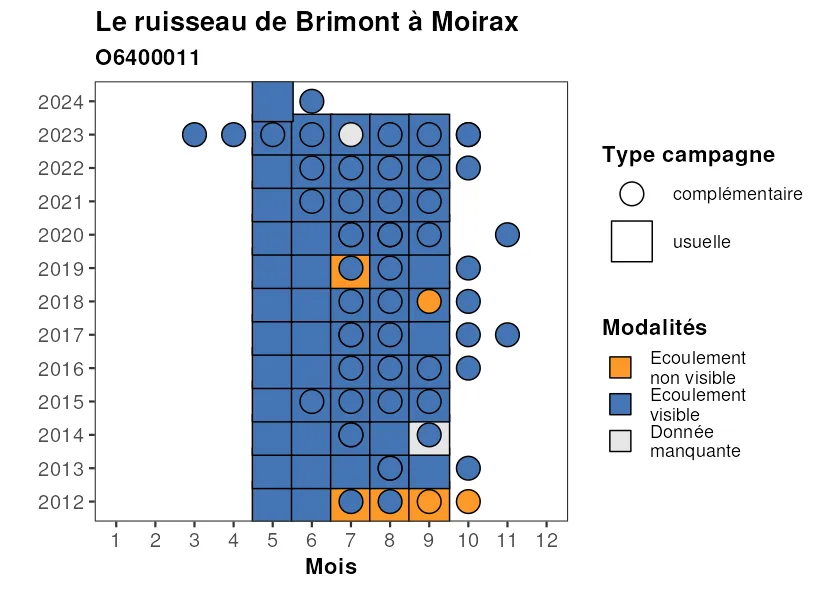 Le ruisseau de Brimont à Moirax
O6400011
2024
2023
2022
2021
2020
2019
2018
2017
2016
2015
2014
2013
2012
1 2 3 4 5 6 7 8 9 10 11 12
Mois
Type campagne
complémentaire
usuelle
Modalités
Ecoulement
non visible
Ecoulement
visible
Donnée
manquante